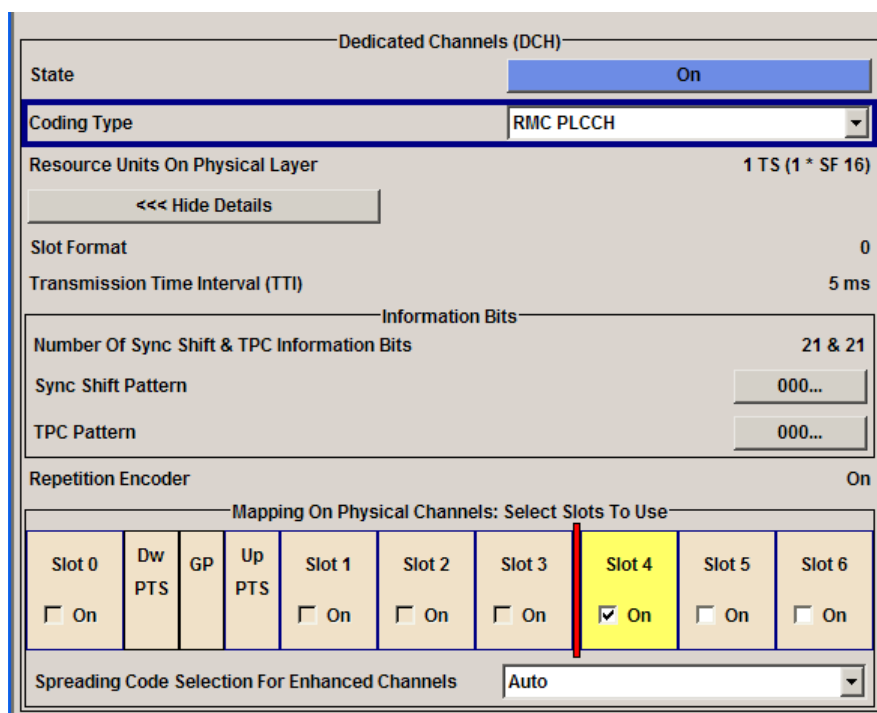 Dedicated Channels (DCH)
State On
Coding Type RMC PLCCH
Resource Units On Physical Layer 1 TS (1 * SF 16)
<<< Hide Details
Slot Format 0
Transmission Time Interval (TTI) 5 ms
Information Bits
Number Of Sync Shift & TPC Information Bits 21 & 21
Sync Shift Pattern 000...
TPC Pattern 000...
Repetition Encoder On
Mapping On Physical Channels: Select Slots To Use
Slot 0 Dw PTS GP Up PTS Slot 1 Slot 2 Slot 3 Slot 4 Slot 5 Slot 6
On On On On On On On
Spreading Code Selection For Enhanced Channels Auto